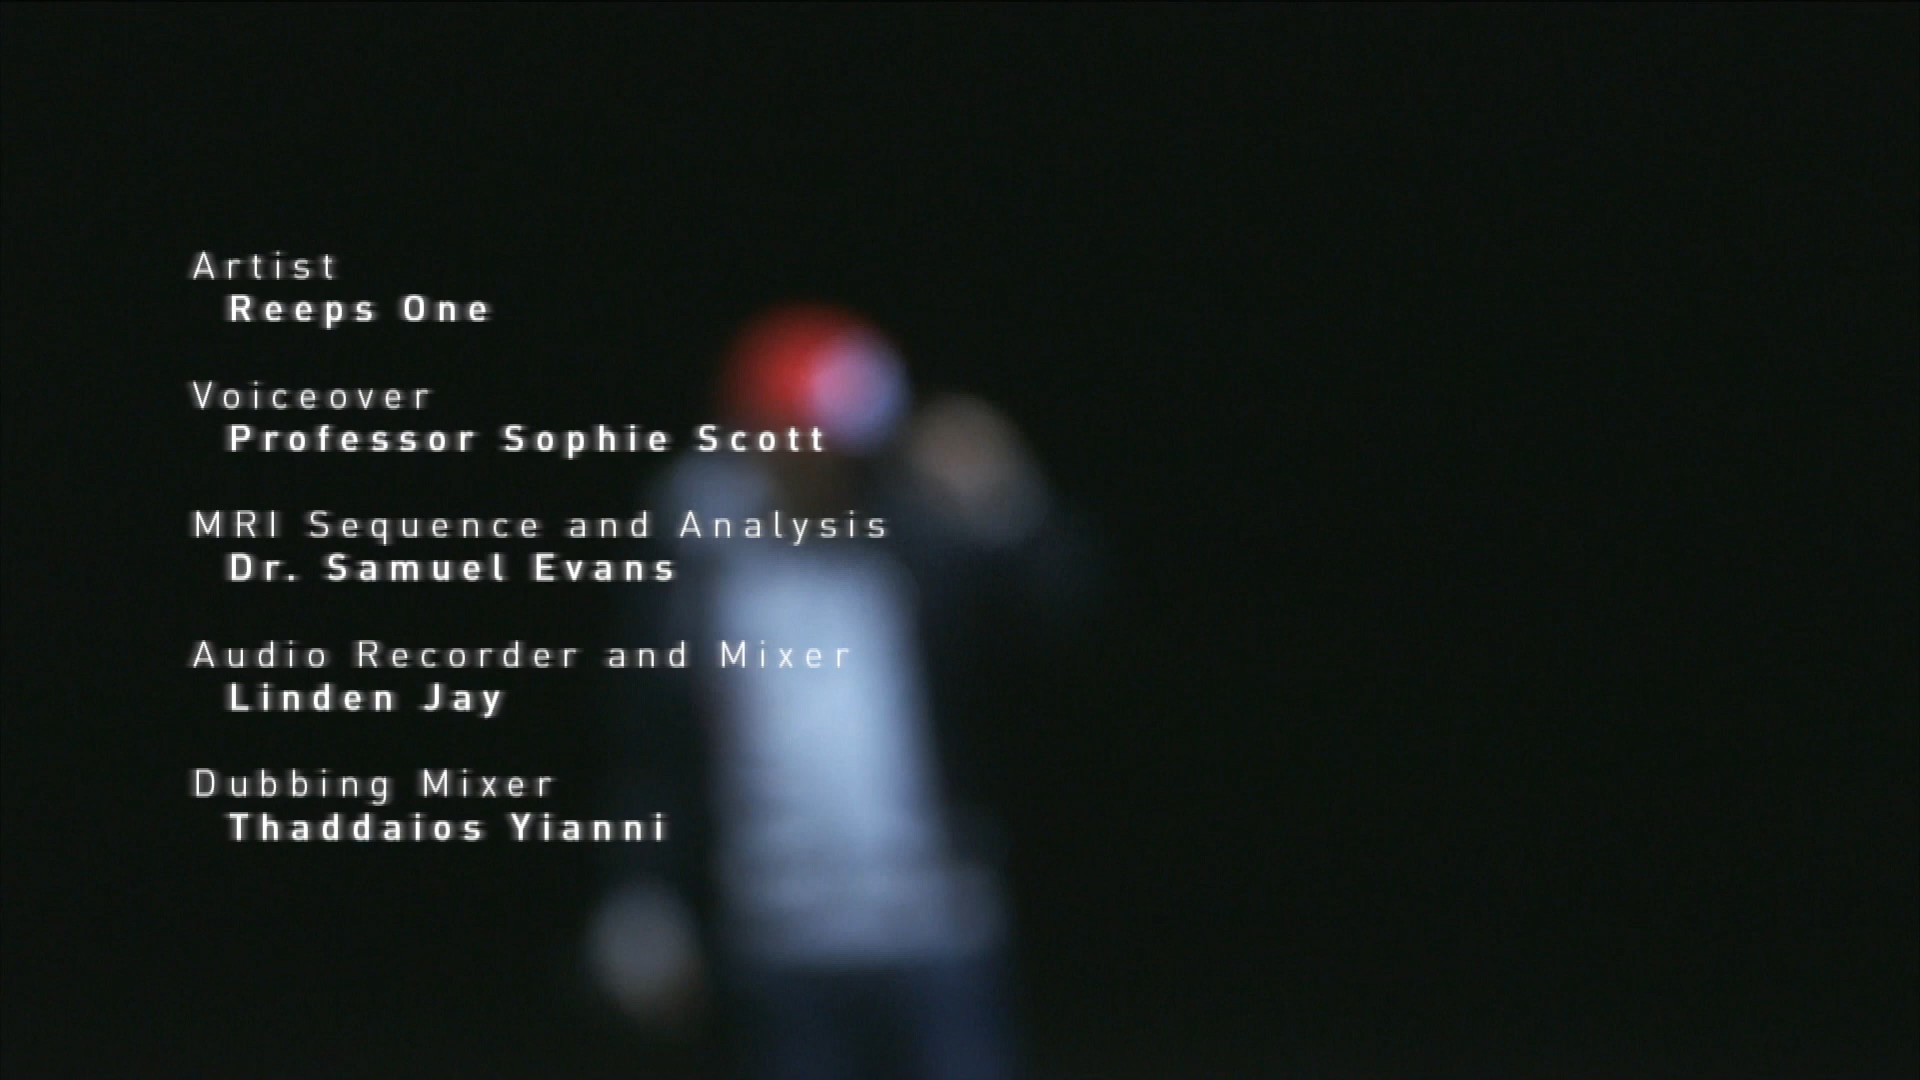 Artist
Reeps One
Voiceover
Professor Sophie Scott
MRI Sequence and Analysis
Dr. Samuel Evans
Audio Recorder and Mixer
Linden Jay
Dubbing Mixer
Thaddaios Yianni